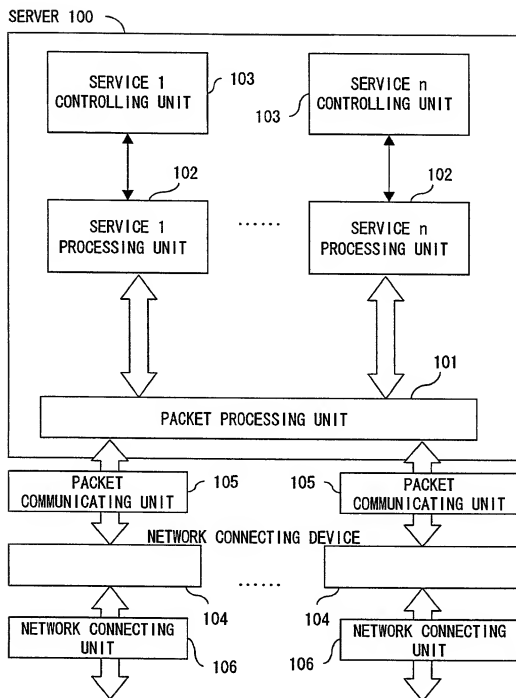 SERVER 100
SERVICE 1
CONTROLLING UNIT
103
SERVICE n
CONTROLLING UNIT
103
102
SERVICE 1
PROCESSING UNIT
......
102
SERVICE n
PROCESSING UNIT
101
PACKET PROCESSING UNIT
PACKET
COMMUNICATING UNIT
105
105
PACKET
COMMUNICATING UNIT
NETWORK CONNECTING DEVICE
......
104
104
NETWORK CONNECTING
UNIT
106
106
NETWORK CONNECTING
UNIT